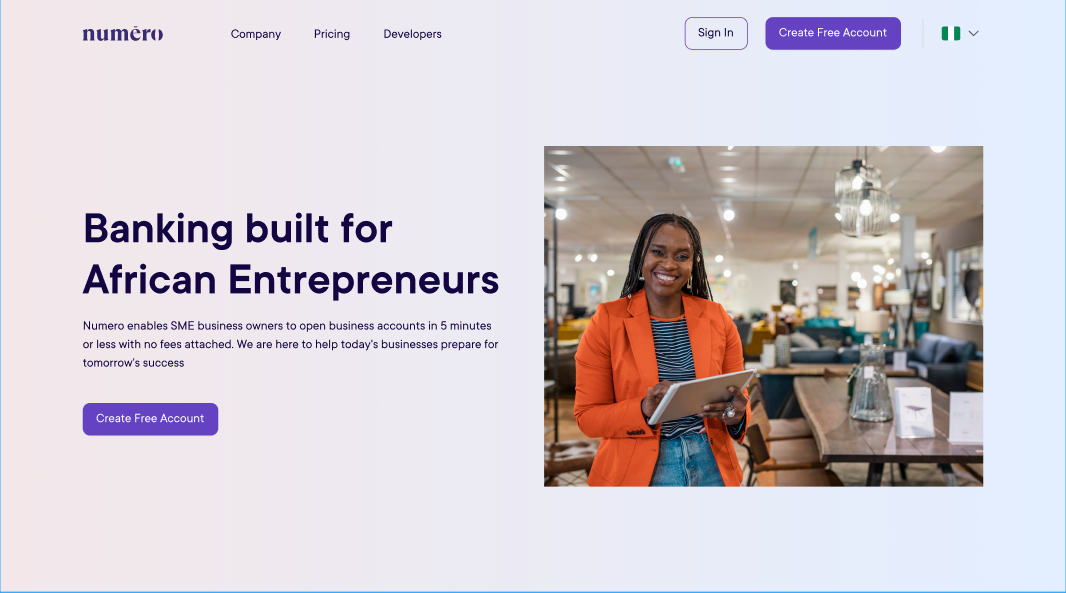 numĕro
Company
Pricing
Developers
Sign In
Create Free Account
Banking built for
African Entrepreneurs
Numero enables SME business owners to open business accounts in 5 minutes
or less with no fees attached. We are here to help today's businesses prepare for
tomorrow's success
Create Free Account